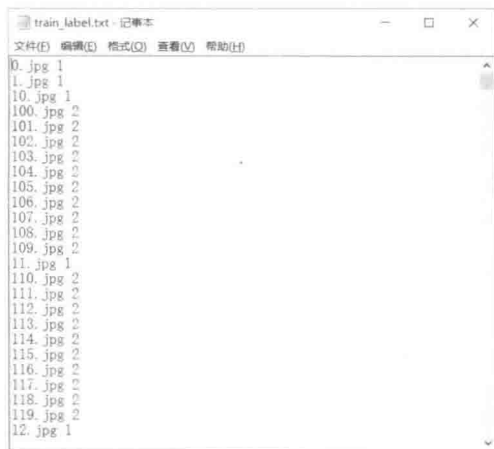 train_label.txt - 记事本
文件(F) 编辑(E) 格式(O) 查看(V) 帮助(H)
0.jpg 1
1.jpg 1
10.jpg 1
100.jpg 2
101.jpg 2
102.jpg 2
103.jpg 2
104.jpg 2
105.jpg 2
106.jpg 2
107.jpg 2
108.jpg 2
109.jpg 2
11.jpg 1
110.jpg 2
111.jpg 2
112.jpg 2
113.jpg 2
114.jpg 2
115.jpg 2
116.jpg 2
117.jpg 2
118.jpg 2
119.jpg 2
12.jpg 1